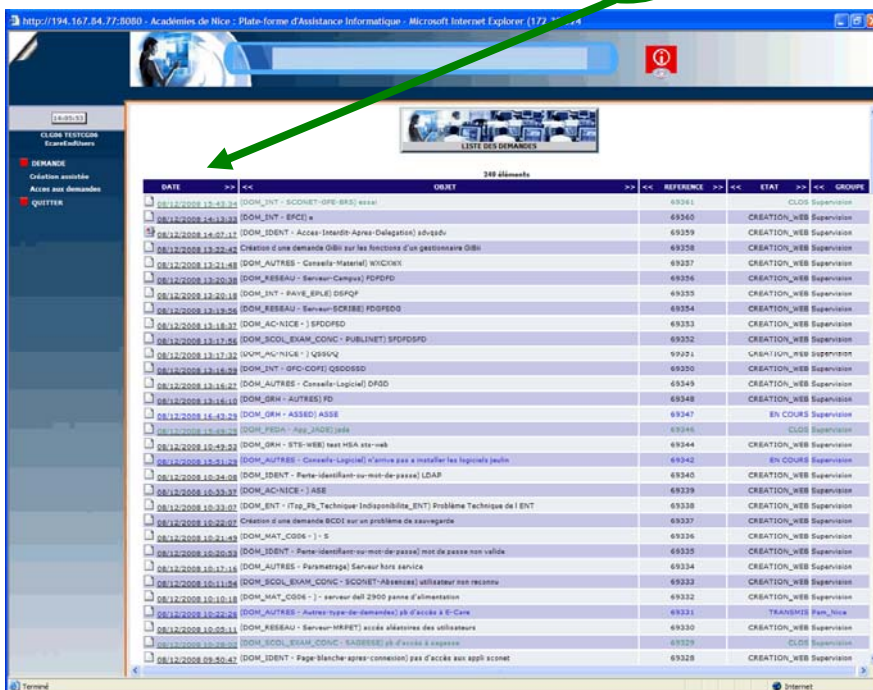 http://194.167.84.77:8080 - Académies de Nice : Plate-forme d'Assistance Informatique - Microsoft Internet Explorer
14:05:53
CLG06 TESTCG06
EcareEndUsers
DEMANDE
Création assistée
Acces aux demandes
QUITTER
LISTE DES DEMANDES
240 éléments
DATE >> << OBJET >> << REFERENCE >> << ETAT >> << GROUPE
08/12/2008 15:42:34 (DOM_INT - SCONET-GFE-BRS) essai 69361 CLOS Supervision
08/12/2008 14:13:33 (DOM_INT - EFCI) e 69360 CREATION_WEB Supervision
08/12/2008 14:07:17 (DOM_IDENT - Acces-Interdit-Apres-Delegation) sdvqsdv 69359 CREATION_WEB Supervision
08/12/2008 13:22:42 Création d une demande GiBii sur les fonctions d'un gestionnaire GiBii 69358 CREATION_WEB Supervision
08/12/2008 13:21:48 (DOM_AUTRES - Conseils-Materiel) WXCXWX 69357 CREATION_WEB Supervision
08/12/2008 13:20:38 (DOM_RESEAU - Serveur-Campus) FDFDFD 69356 CREATION_WEB Supervision
08/12/2008 13:20:18 (DOM_INT - PAYE_EPLE) DSFQF 69355 CREATION_WEB Supervision
08/12/2008 13:19:56 (DOM_RESEAU - Serveur-SCRIBE) FDGFSDG 69354 CREATION_WEB Supervision
08/12/2008 13:18:37 (DOM_AC-NICE - ) SFDDFSD 69353 CREATION_WEB Supervision
08/12/2008 13:17:56 (DOM_SCOL_EXAM_CONC - PUBLINET) SFDFDSFD 69352 CREATION_WEB Supervision
08/12/2008 13:17:32 (DOM_AC-NICE - ) QSSDQ 69351 CREATION_WEB Supervision
08/12/2008 13:16:59 (DOM_INT - GFC-COFI) QSDDSSD 69350 CREATION_WEB Supervision
08/12/2008 13:16:27 (DOM_AUTRES - Conseils-Logiciel) DFGD 69349 CREATION_WEB Supervision
08/12/2008 13:16:10 (DOM_GRH - AUTRES) FD 69348 CREATION_WEB Supervision
08/12/2008 16:43:29 (DOM_GRH - ASSED) ASSE 69347 EN COURS Supervision
08/12/2008 15:49:25 (DOM_PEDA - App_JADE) jade 69346 CLOS Supervision
08/12/2008 10:49:53 (DOM_GRH - STS-WEB) test HSA sts-web 69344 CREATION_WEB Supervision
08/12/2008 15:51:29 (DOM_AUTRES - Conseils-Logiciel) n'arrive pas a installer les logiciels jeulin 69342 EN COURS Supervision
08/12/2008 10:34:08 (DOM_IDENT - Perte-identifiant-ou-mot-de-passe) LDAP 69340 CREATION_WEB Supervision
08/12/2008 10:33:37 (DOM_AC-NICE - ) ASE 69339 CREATION_WEB Supervision
08/12/2008 10:33:07 (DOM_ENT - iTop_Pb_Technique-Indisponibilite_ENT) Problème Technique de l ENT 69338 CREATION_WEB Supervision
08/12/2008 10:22:07 Création d une demande BCDI sur un problème de sauvegarde 69337 CREATION_WEB Supervision
08/12/2008 10:21:49 (DOM_MAT_CG06 - ) - S 69336 CREATION_WEB Supervision
08/12/2008 10:20:53 (DOM_IDENT - Perte-identifiant-ou-mot-de-passe) mot de passe non valide 69335 CREATION_WEB Supervision
08/12/2008 10:17:16 (DOM_AUTRES - Parametrage) Serveur hors service 69334 CREATION_WEB Supervision
08/12/2008 10:11:54 (DOM_SCOL_EXAM_CONC - SCONET-Absences) utilisateur non reconnu 69333 CREATION_WEB Supervision
08/12/2008 10:10:18 (DOM_MAT_CG06 - ) - serveur dell 2900 panne d'alimentation 69332 CREATION_WEB Supervision
08/12/2008 10:22:26 (DOM_AUTRES - Autres-type-de-demandes) pb d'accés à E-Care 69331 TRANSMIS Pam_Nice
08/12/2008 10:05:11 (DOM_RESEAU - Serveur-MRPET) accés aléatoires des utilisateurs 69330 CREATION_WEB Supervision
(DOM_SCOL_EXAM_CONC - SAGESSE) pb d'accés à sagesse 69329 CLOS Supervision
08/12/2008 09:50:47 (DOM_IDENT - Page-blanche-apres-connexion) pas d'accés aux appli sconet 69328 CREATION_WEB Supervision
Terminé Internet